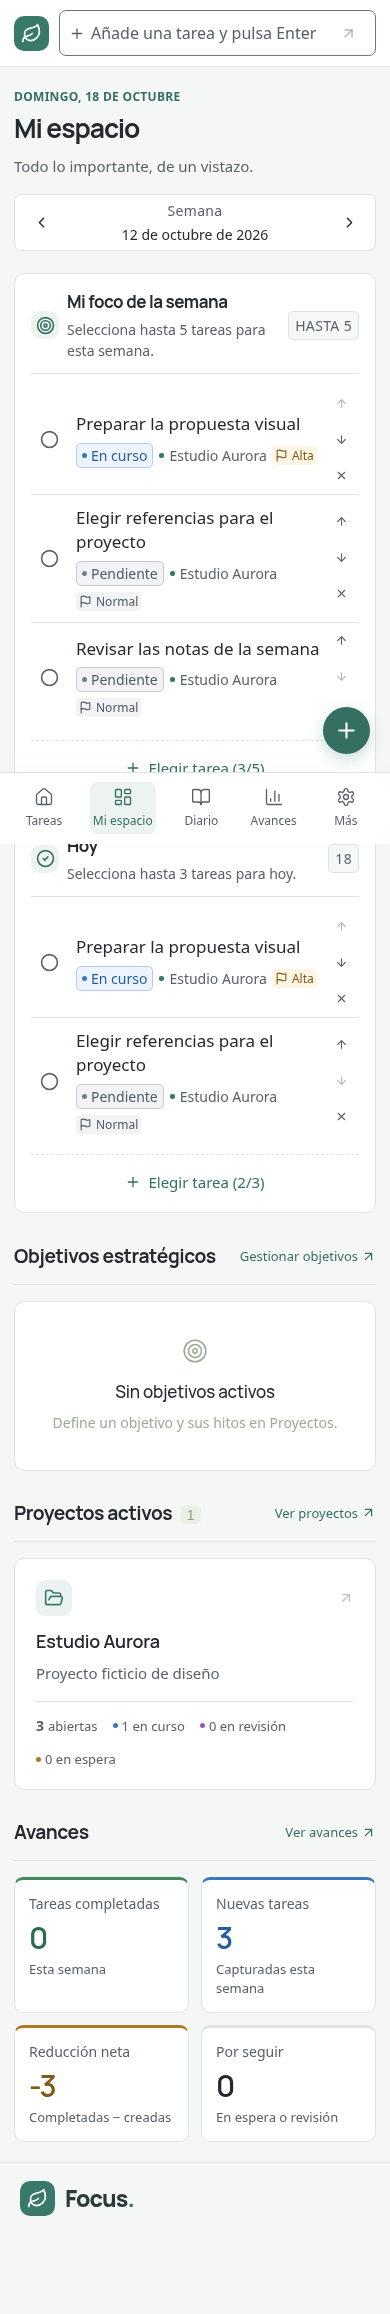 Añade una tarea y pulsa Enter
DOMINGO, 18 DE OCTUBRE
Mi espacio
Todo lo importante, de un vistazo.
Semana
12 de octubre de 2026
Mi foco de la semana
Selecciona hasta 5 tareas para
esta semana.
HASTA 5
Preparar la propuesta visual
En curso
Estudio Aurora
Alta
Elegir referencias para el
proyecto
Pendiente
Estudio Aurora
Normal
Revisar las notas de la semana
Pendiente
Estudio Aurora
Normal
+ Elegir tarea (3/5)
Tareas
Mi espacio
Diario
Avances
Más
Hoy
Selecciona hasta 3 tareas para hoy.
18
Preparar la propuesta visual
En curso
Estudio Aurora
Alta
Elegir referencias para el
proyecto
Pendiente
Estudio Aurora
Normal
+ Elegir tarea (2/3)
Objetivos estratégicos
Gestionar objetivos
Sin objetivos activos
Define un objetivo y sus hitos en Proyectos.
Proyectos activos 1
Ver proyectos
Estudio Aurora
Proyecto ficticio de diseño
3 abiertas
1 en curso
0 en revisión
0 en espera
Avances
Ver avances
Tareas completadas
0
Esta semana
Nuevas tareas
3
Capturadas esta
semana
Reducción neta
-3
Completadas − creadas
Por seguir
0
En espera o revisión
Focus.